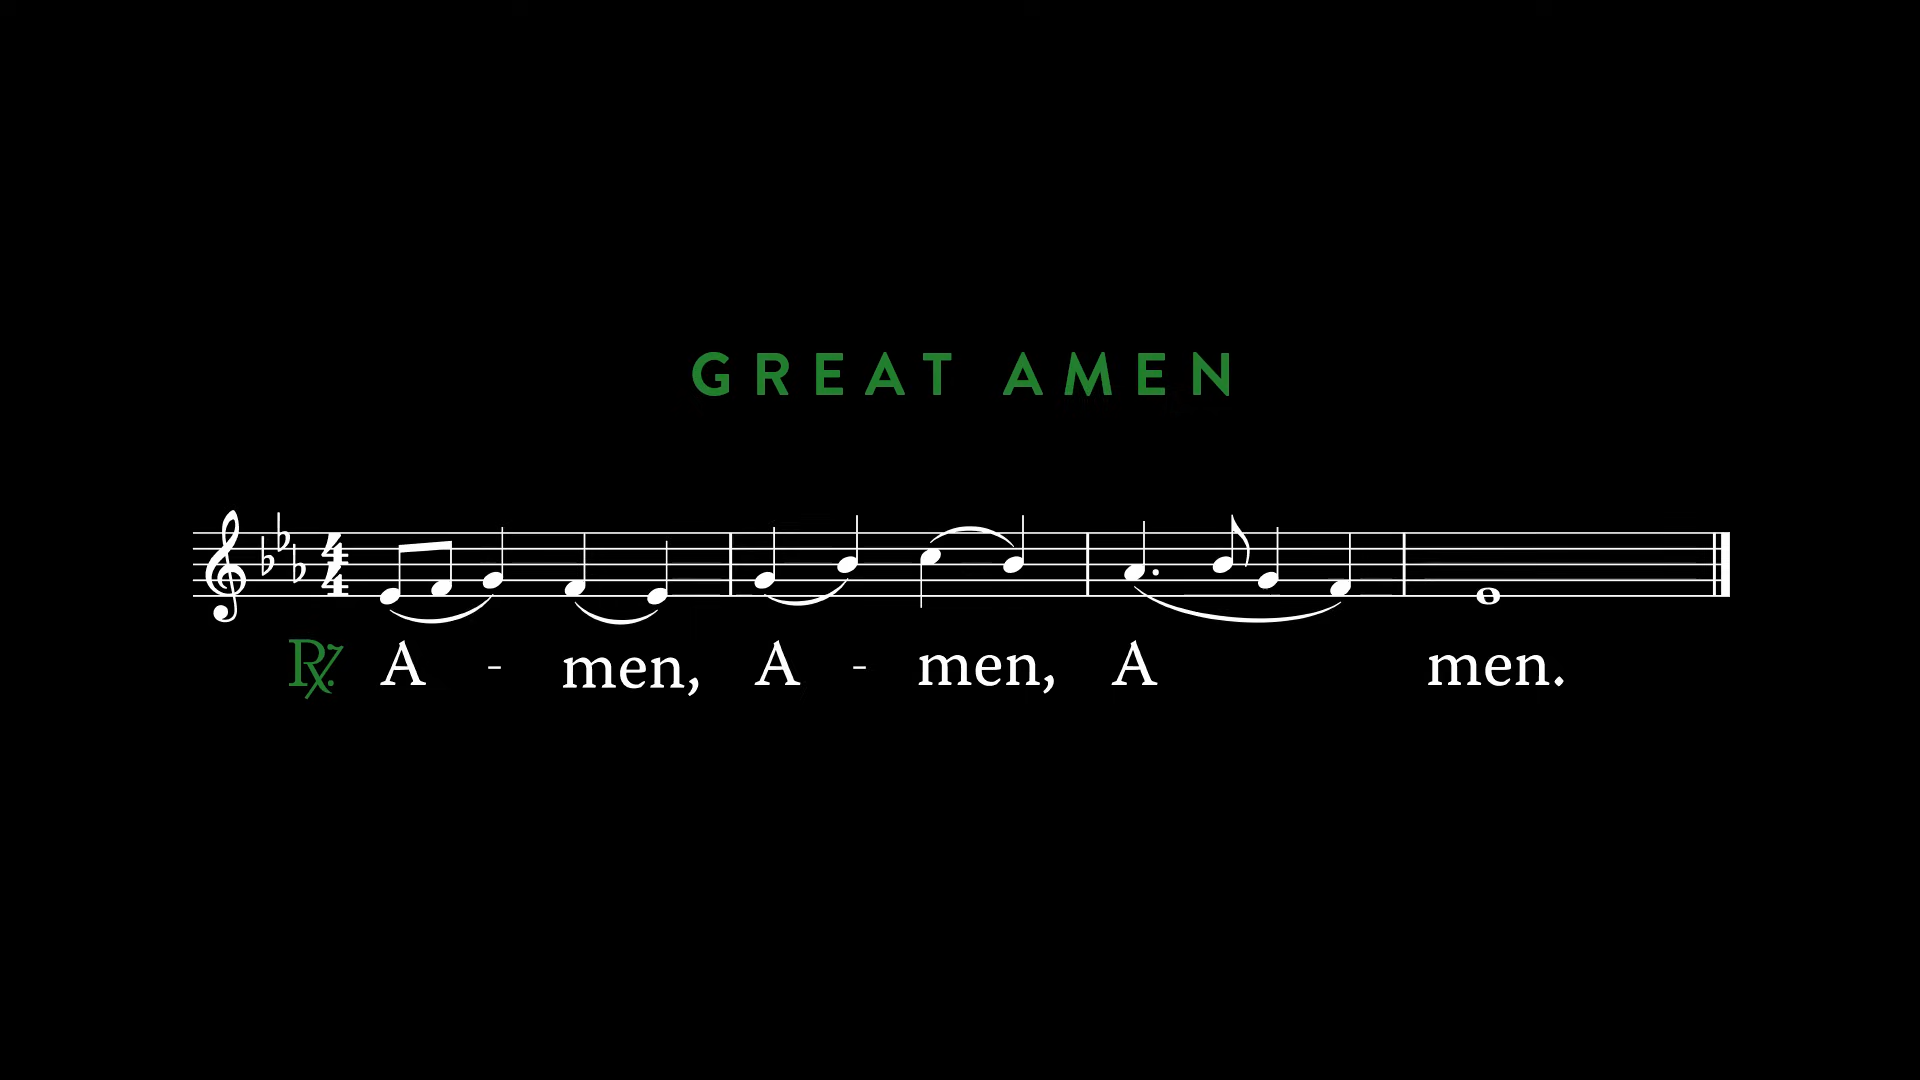 GREAT AMEN
℟. A - men, A - men, A men.